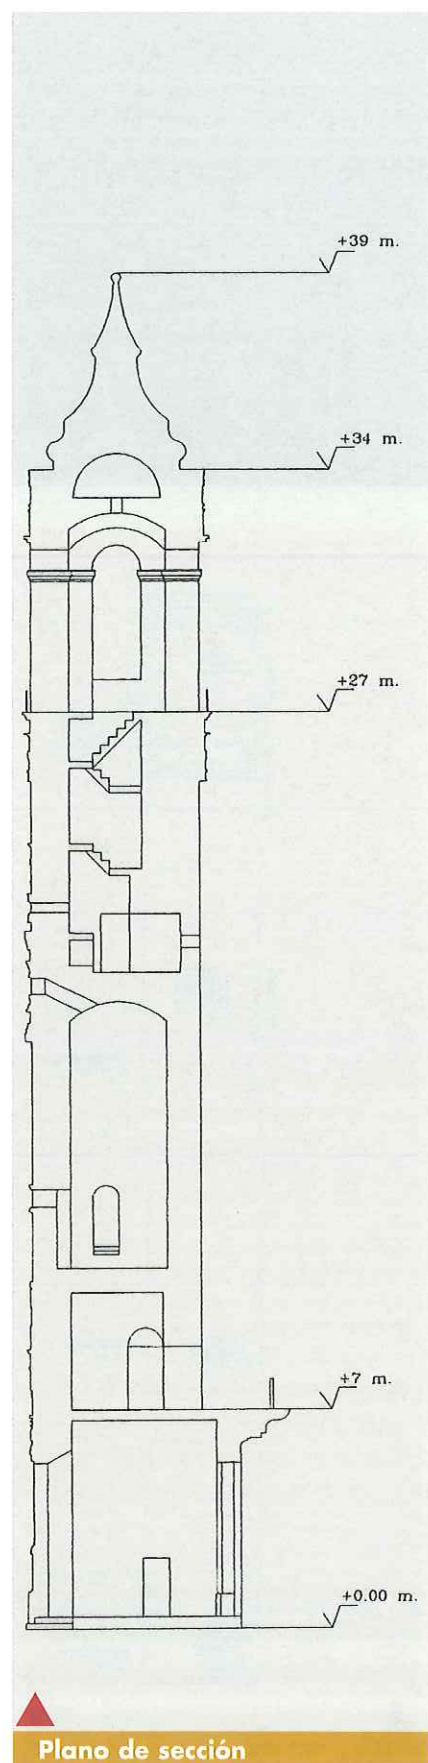 +39 m.
+34 m.
+27 m.
+7 m.
+0.00 m.
Plano de sección